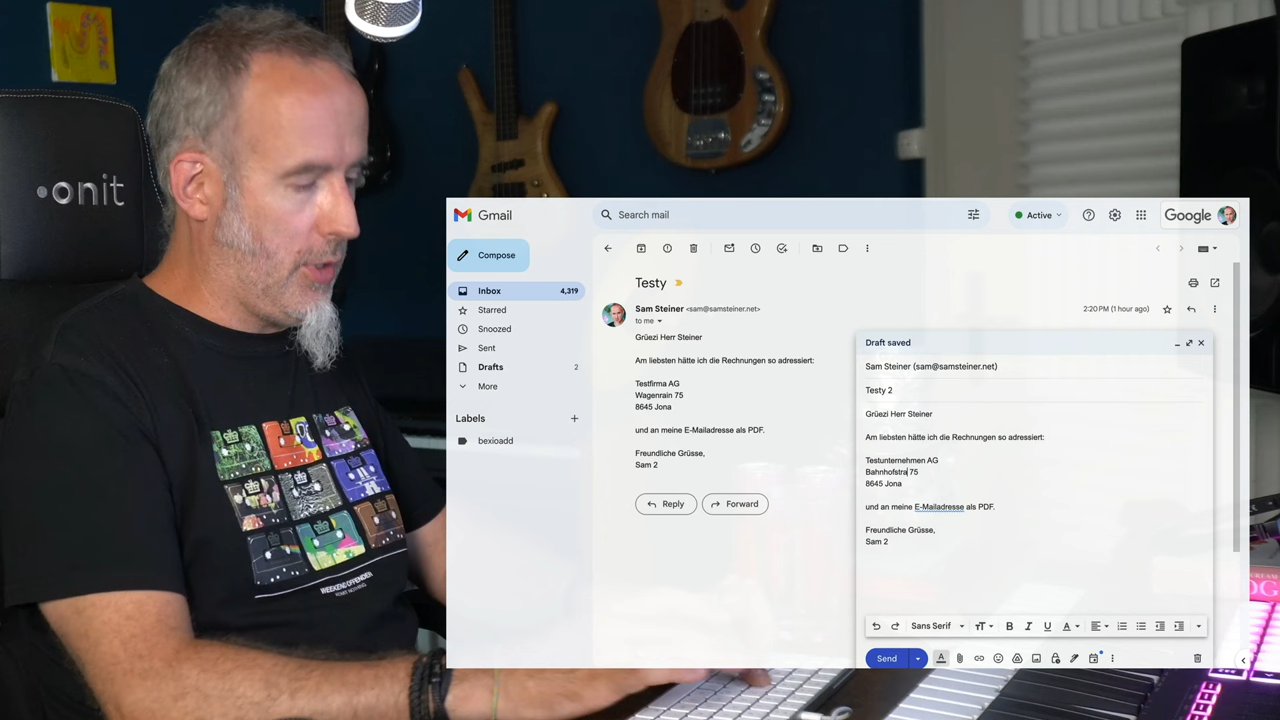 onit
WEEKEND OFFENDER
Gmail
Search mail
Active
Google
Compose
Inbox 4,319
Starred
Snoozed
Sent
Drafts 2
More
Labels
bexioadd
Testy
Sam Steiner <sam@samsteiner.net>
2:20 PM (1 hour ago)
to me
Grüezi Herr Steiner
Am liebsten hätte ich die Rechnungen so adressiert:
Testfirma AG
Wagenrain 75
8645 Jona
und an meine E-Mailadresse als PDF.
Freundliche Grüsse,
Sam 2
Reply
Forward
Draft saved
Sam Steiner (sam@samsteiner.net)
Testy 2
Grüezi Herr Steiner
Am liebsten hätte ich die Rechnungen so adressiert:
Testunternehmen AG
Bahnhofstra 75
8645 Jona
und an meine E-Mailadresse als PDF.
Freundliche Grüsse,
Sam 2
Sans Serif
Send